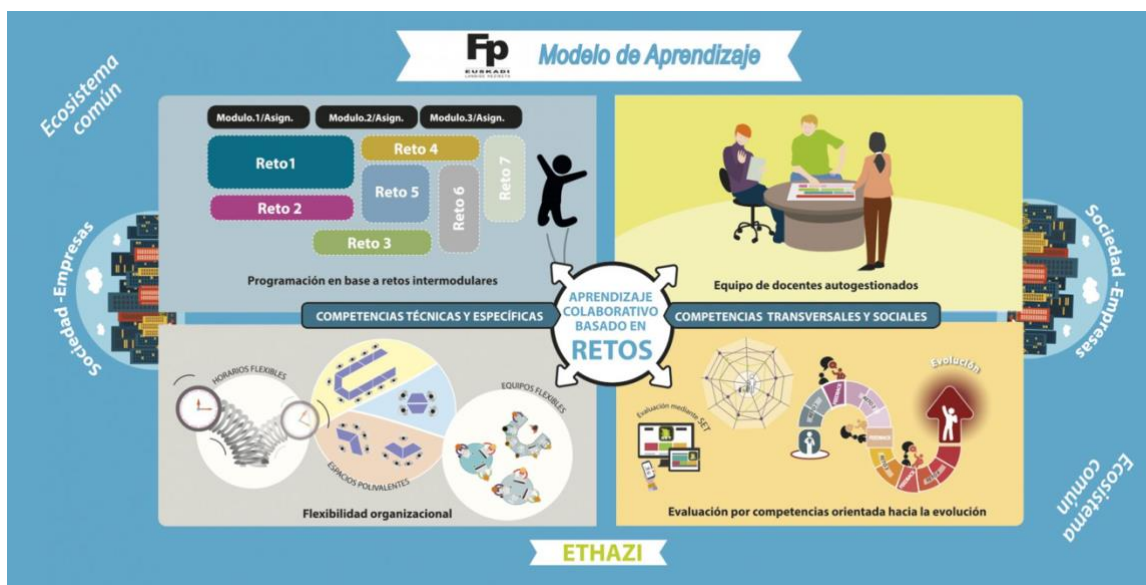 Fp
EUSKADI
Modelo de Aprendizaje
Ecosistema
común
Modulo.1/Asign.
Modulo.2/Asign.
Modulo.3/Asign.
Reto1
Reto 2
Reto 3
Reto 4
Reto 5
Reto 6
Reto 7
Programación en base a retos intermodulares
Equipo de docentes autogestionados
Sociedad -Empresas
Sociedad -Empresas
COMPETENCIAS TÉCNICAS Y ESPECÍFICAS
APRENDIZAJE
COLABORATIVO
BASADO EN
RETOS
COMPETENCIAS TRANSVERSALES Y SOCIALES
HORARIOS FLEXIBLES
ESPACIOS POLIVALENTES
EQUIPOS FLEXIBLES
Flexibilidad organizacional
Evaluación mediante SET
Evolución
FEEDBACK
Evaluación por competencias orientada hacia la evolución
Ecosistema
común
ETHAZI